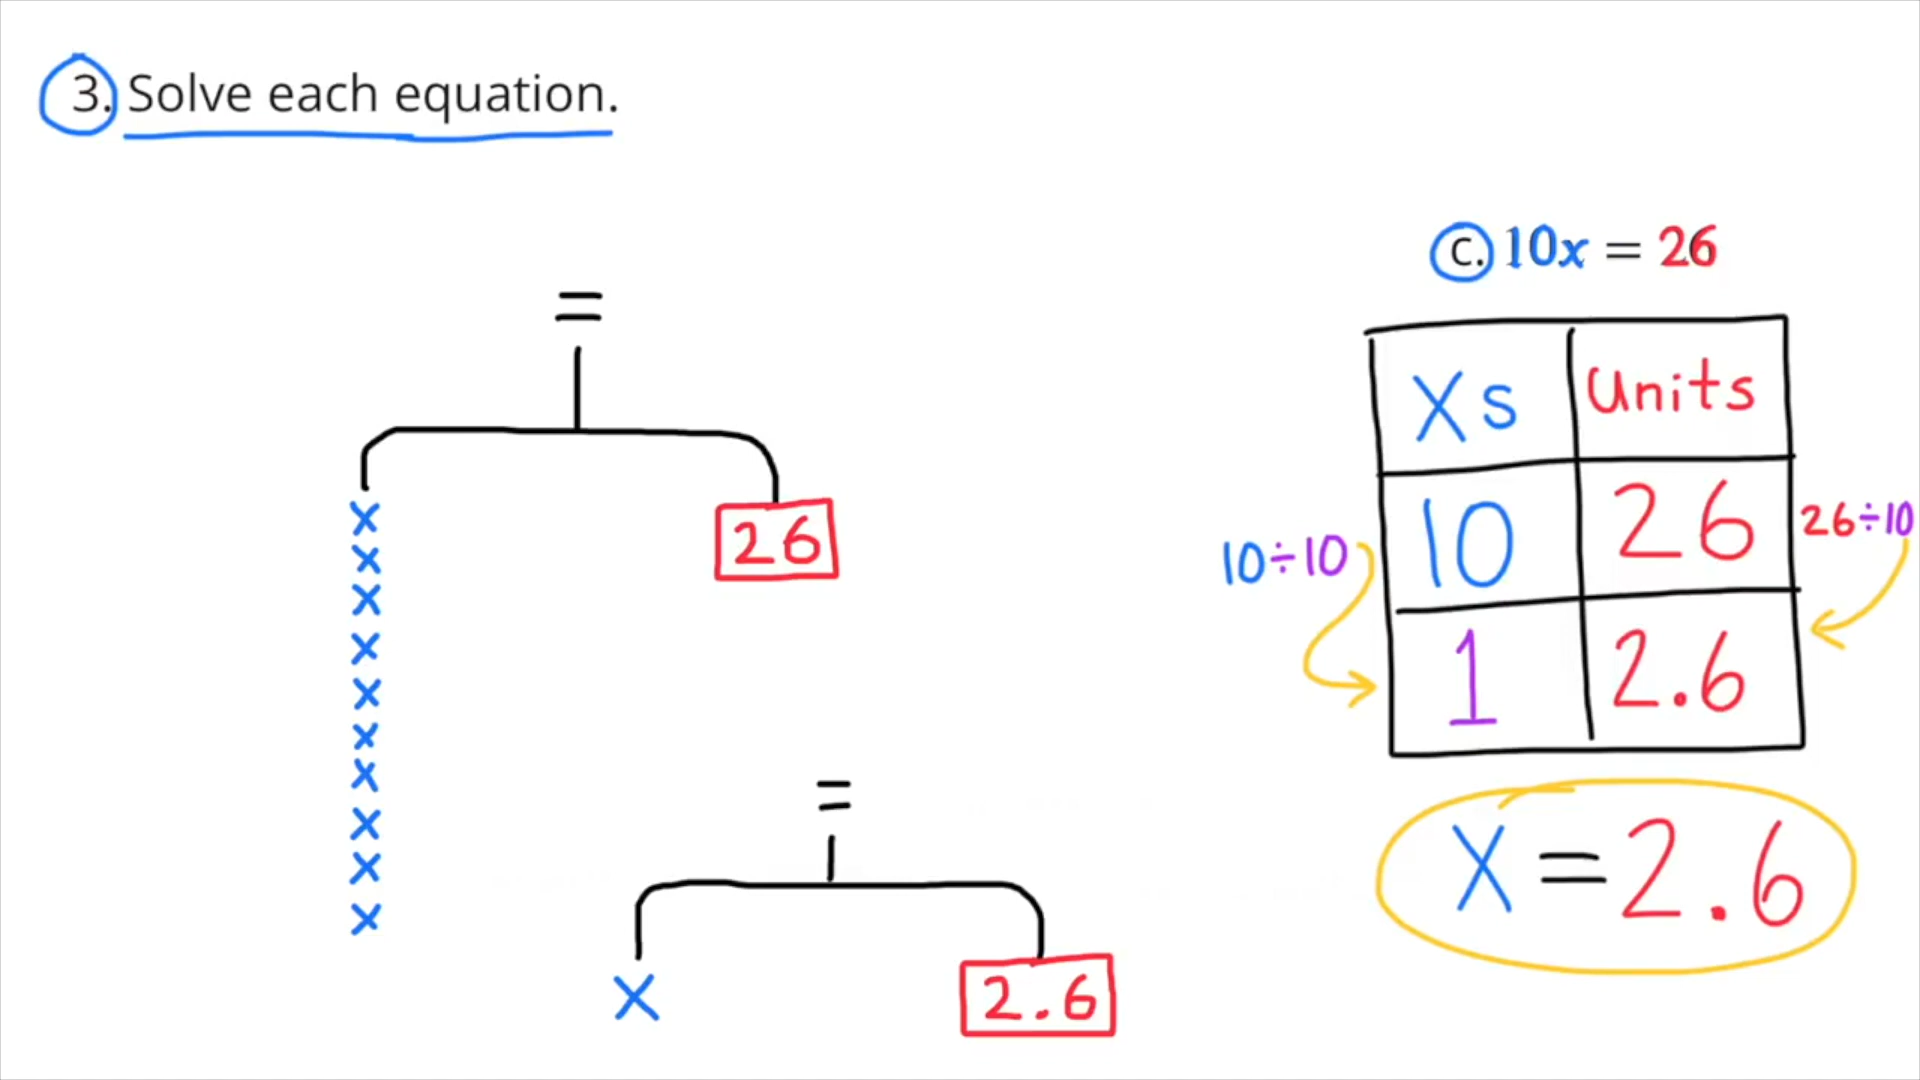 3. Solve each equation.
c. 10x = 26
=
x
x
x
x
x
x
x
x
x
x
26
=
x
2.6
Xs Units
10 26
10÷10
26÷10
1 2.6
X = 2.6